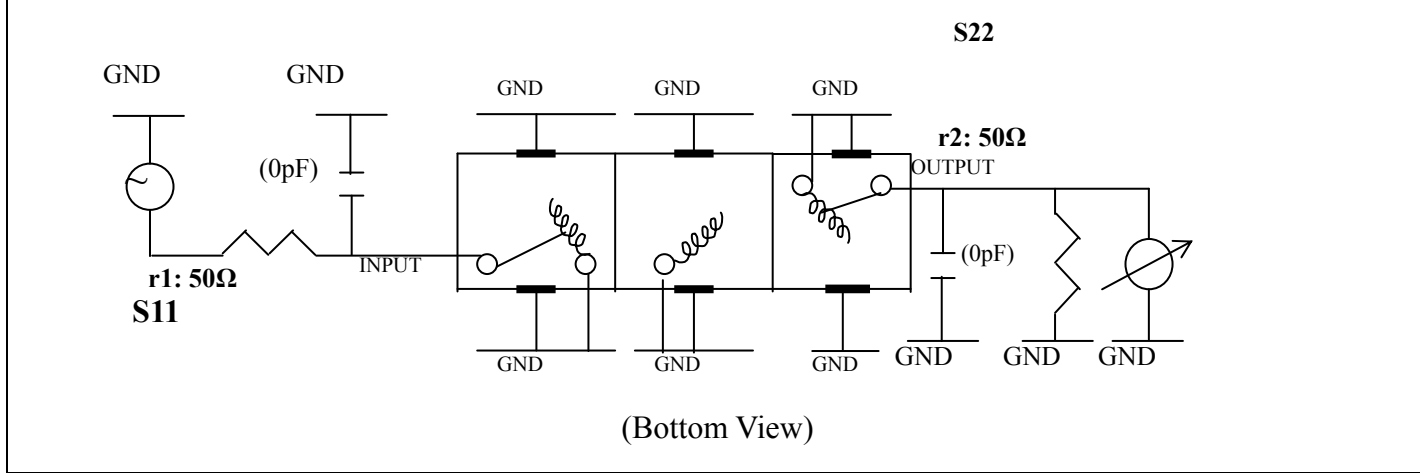 S22
GND
GND
GND
GND
GND
r2: 50Ω
(0pF)
OUTPUT
INPUT
(0pF)
r1: 50Ω
S11
GND
GND
GND
GND
GND
GND
(Bottom View)